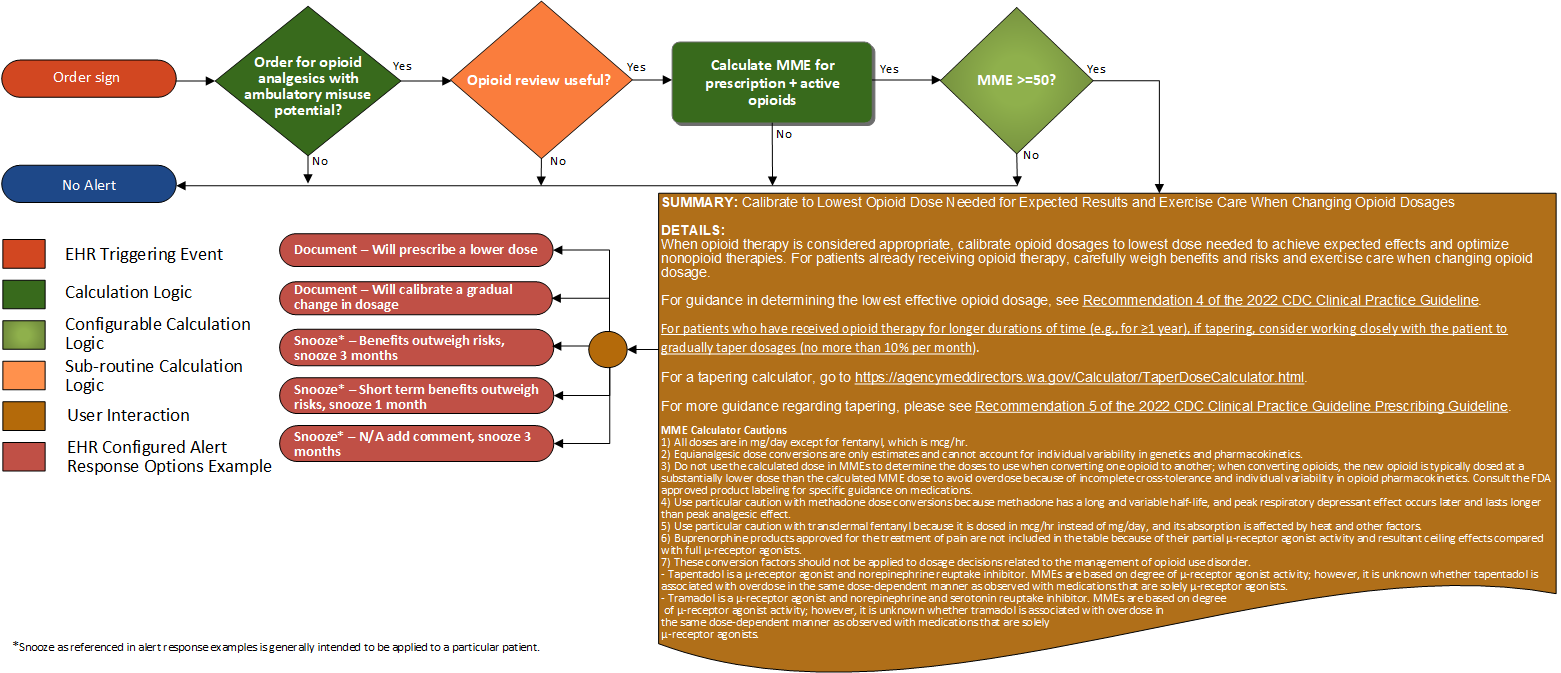 Order sign
Order for opioid
analgesics with
ambulatory misuse
potential?
Yes
Opioid review useful?
Yes
Calculate MME for
prescription + active
opioids
Yes
MME >=50?
Yes
No
No
No
No
No Alert
SUMMARY: Calibrate to Lowest Opioid Dose Needed for Expected Results and Exercise Care When Changing Opioid Dosages
DETAILS:
When opioid therapy is considered appropriate, calibrate opioid dosages to lowest dose needed to achieve expected effects and optimize
nonopioid therapies. For patients already receiving opioid therapy, carefully weigh benefits and risks and exercise care when changing opioid
dosage.
For guidance in determining the lowest effective opioid dosage, see Recommendation 4 of the 2022 CDC Clinical Practice Guideline.
For patients who have received opioid therapy for longer durations of time (e.g., for ≥1 year), if tapering, consider working closely with the patient to
gradually taper dosages (no more than 10% per month).
For a tapering calculator, go to https://agencymeddirectors.wa.gov/Calculator/TaperDoseCalculator.html.
For more guidance regarding tapering, please see Recommendation 5 of the 2022 CDC Clinical Practice Guideline Prescribing Guideline.
MME Calculator Cautions
1) All doses are in mg/day except for fentanyl, which is mcg/hr.
2) Equianalgesic dose conversions are only estimates and cannot account for individual variability in genetics and pharmacokinetics.
3) Do not use the calculated dose in MMEs to determine the doses to use when converting one opioid to another; when converting opioids, the new opioid is typically dosed at a
substantially lower dose than the calculated MME dose to avoid overdose because of incomplete cross-tolerance and individual variability in opioid pharmacokinetics. Consult the FDA
approved product labeling for specific guidance on medications.
4) Use particular caution with methadone dose conversions because methadone has a long and variable half-life, and peak respiratory depressant effect occurs later and lasts longer
than peak analgesic effect.
5) Use particular caution with transdermal fentanyl because it is dosed in mcg/hr instead of mg/day, and its absorption is affected by heat and other factors.
6) Buprenorphine products approved for the treatment of pain are not included in the table because of their partial μ-receptor agonist activity and resultant ceiling effects compared
with full μ-receptor agonists.
7) These conversion factors should not be applied to dosage decisions related to the management of opioid use disorder.
- Tapentadol is a μ-receptor agonist and norepinephrine reuptake inhibitor. MMEs are based on degree of μ-receptor agonist activity; however, it is unknown whether tapentadol is
associated with overdose in the same dose-dependent manner as observed with medications that are solely μ-receptor agonists.
- Tramadol is a μ-receptor agonist and norepinephrine and serotonin reuptake inhibitor. MMEs are based on degree
of μ-receptor agonist activity; however, it is unknown whether tramadol is associated with overdose in
the same dose-dependent manner as observed with medications that are solely
μ-receptor agonists.
Document – Will prescribe a lower dose
Document – Will calibrate a gradual
change in dosage
Snooze* – Benefits outweigh risks,
snooze 3 months
Snooze* – Short term benefits outweigh
risks, snooze 1 month
Snooze* – N/A add comment, snooze 3
months
EHR Triggering Event
Calculation Logic
Configurable Calculation
Logic
Sub-routine Calculation
Logic
User Interaction
EHR Configured Alert
Response Options Example
*Snooze as referenced in alert response examples is generally intended to be applied to a particular patient.